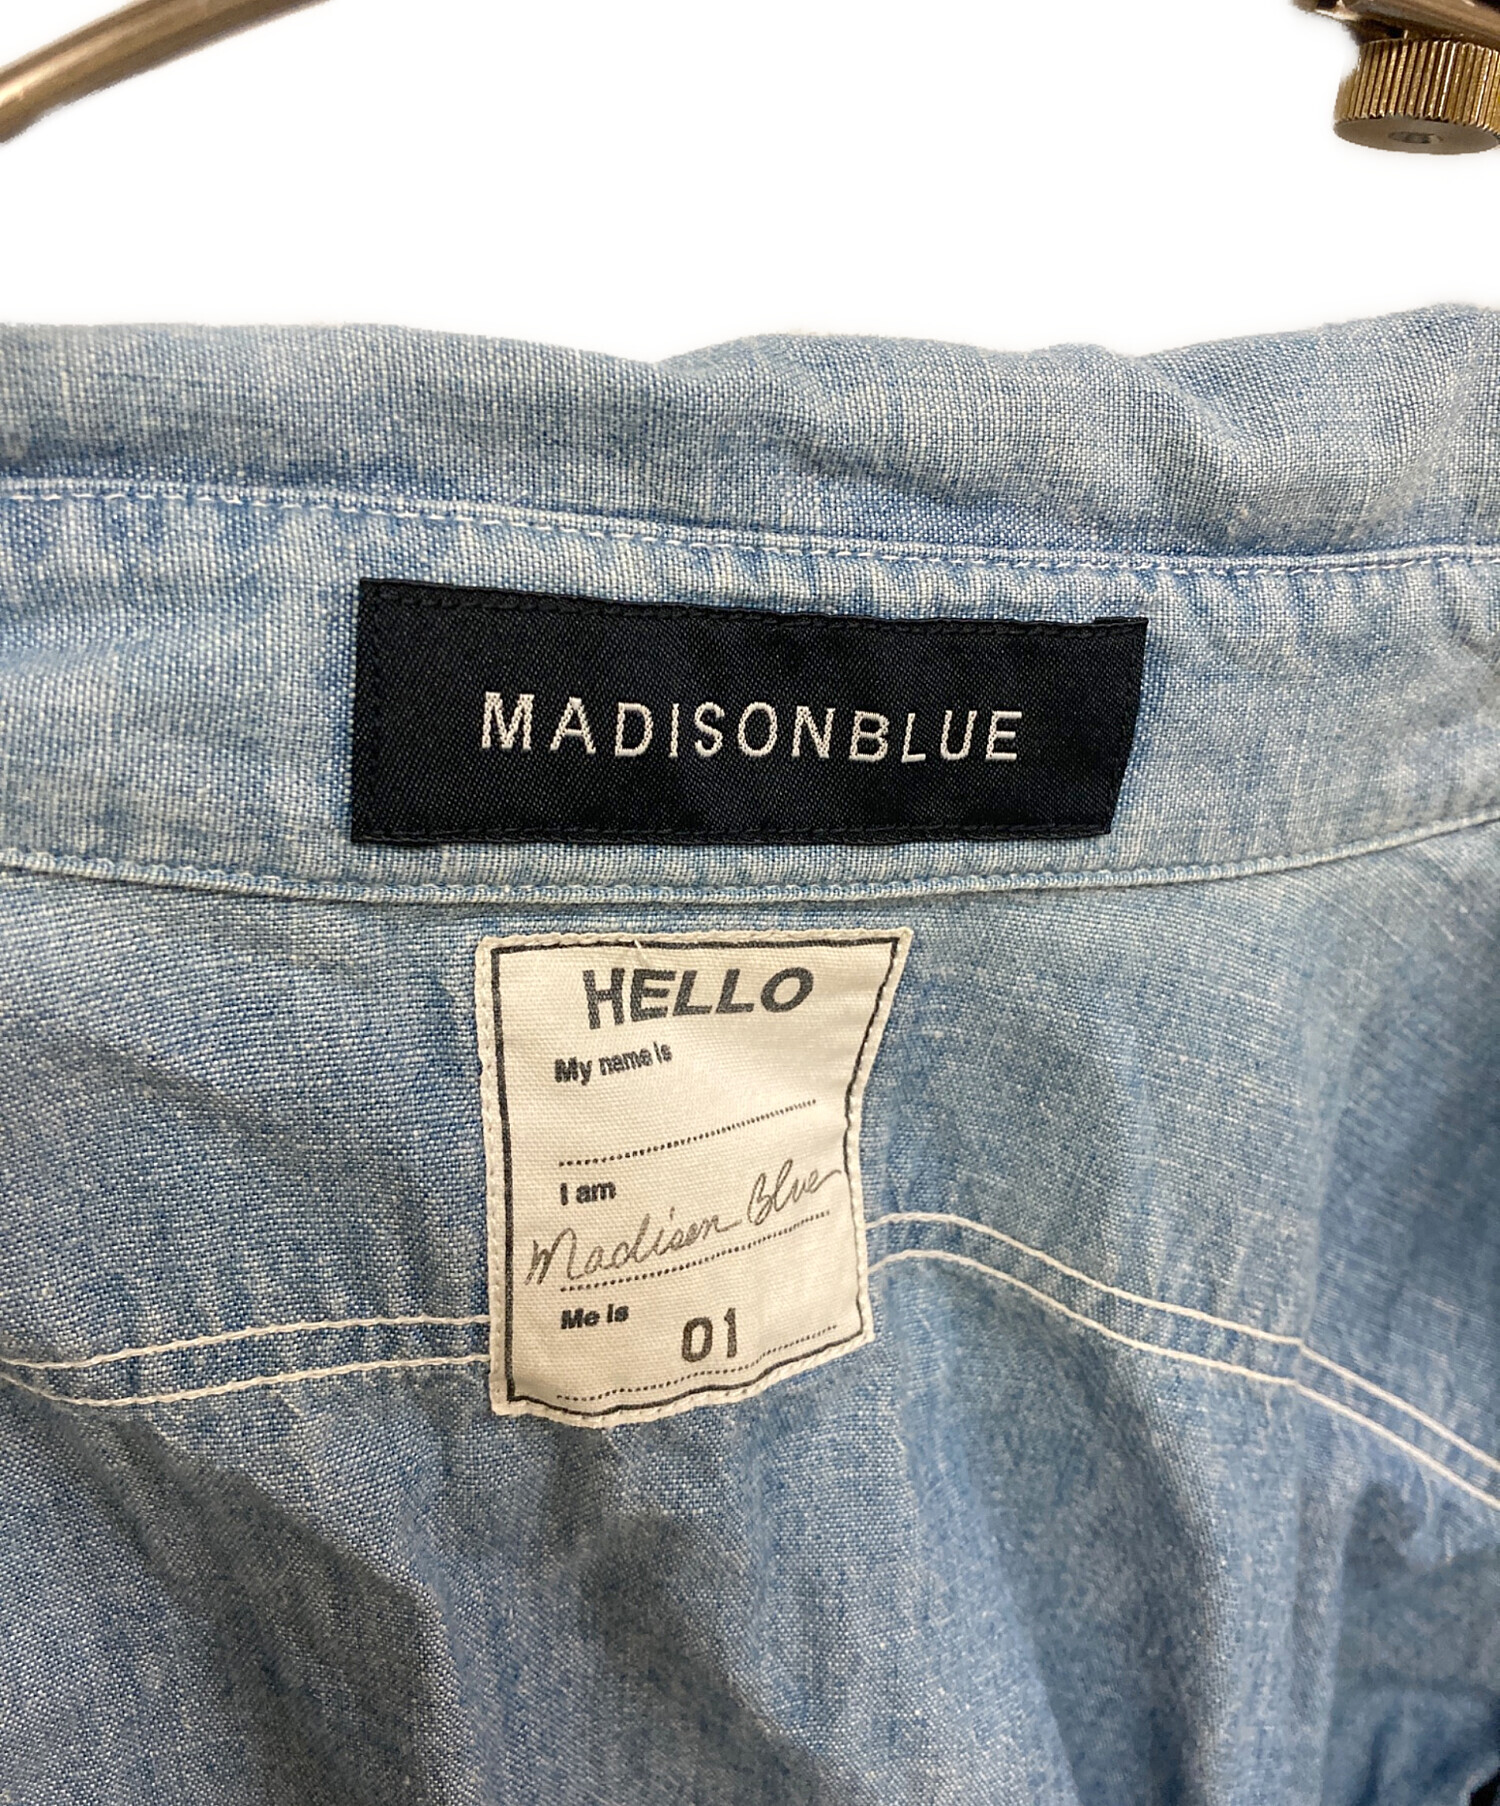 MADISONBLUE
HELLO
My name is
I am
Madison Blue
Me is
01